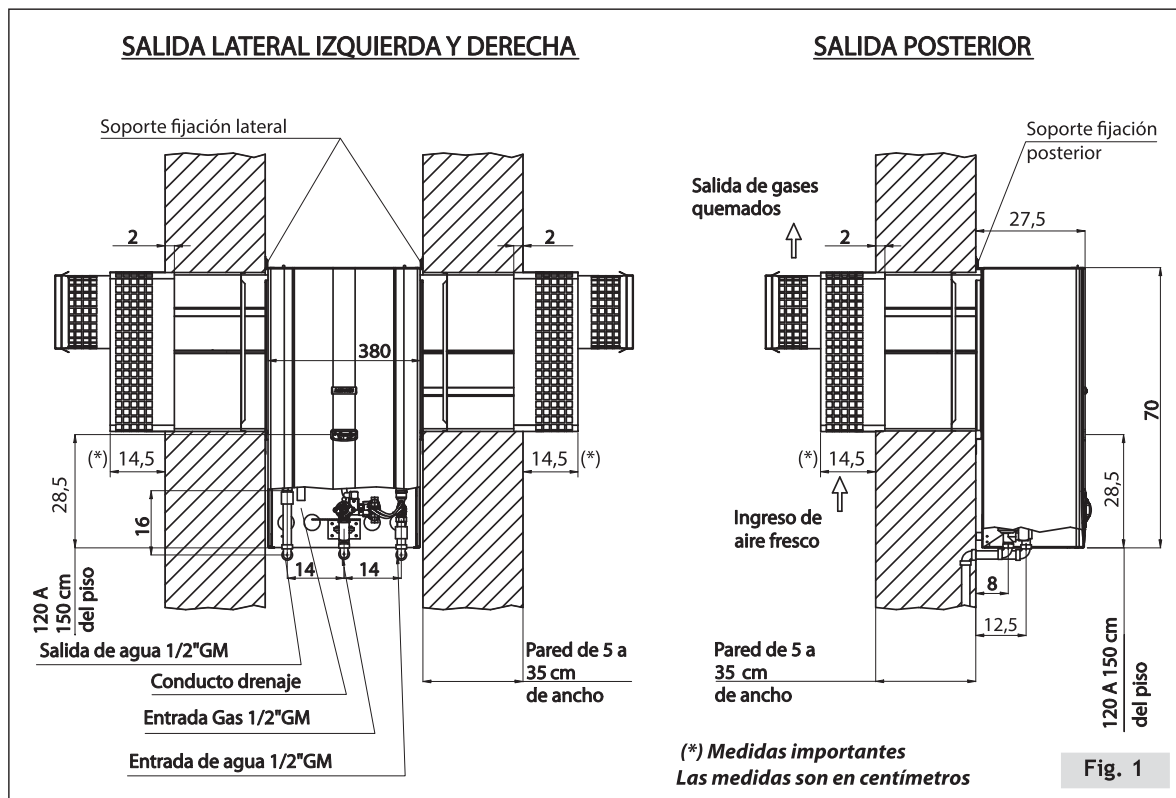 SALIDA LATERAL IZQUIERDA Y DERECHA
Soporte fijación lateral
2
2
380
(*)
14,5
14,5
(*)
28,5
16
14
14
120 A
150 cm
del piso
Salida de agua 1/2"GM
Conducto drenaje
Entrada Gas 1/2"GM
Entrada de agua 1/2"GM
Pared de 5 a
35 cm
de ancho
SALIDA POSTERIOR
Soporte fijación
posterior
Salida de gases
quemados
27,5
2
70
(*)
14,5
28,5
Ingreso de
aire fresco
8
12,5
Pared de 5 a
35 cm
de ancho
120 A 150 cm
del piso
(*) Medidas importantes
Las medidas son en centímetros
Fig. 1